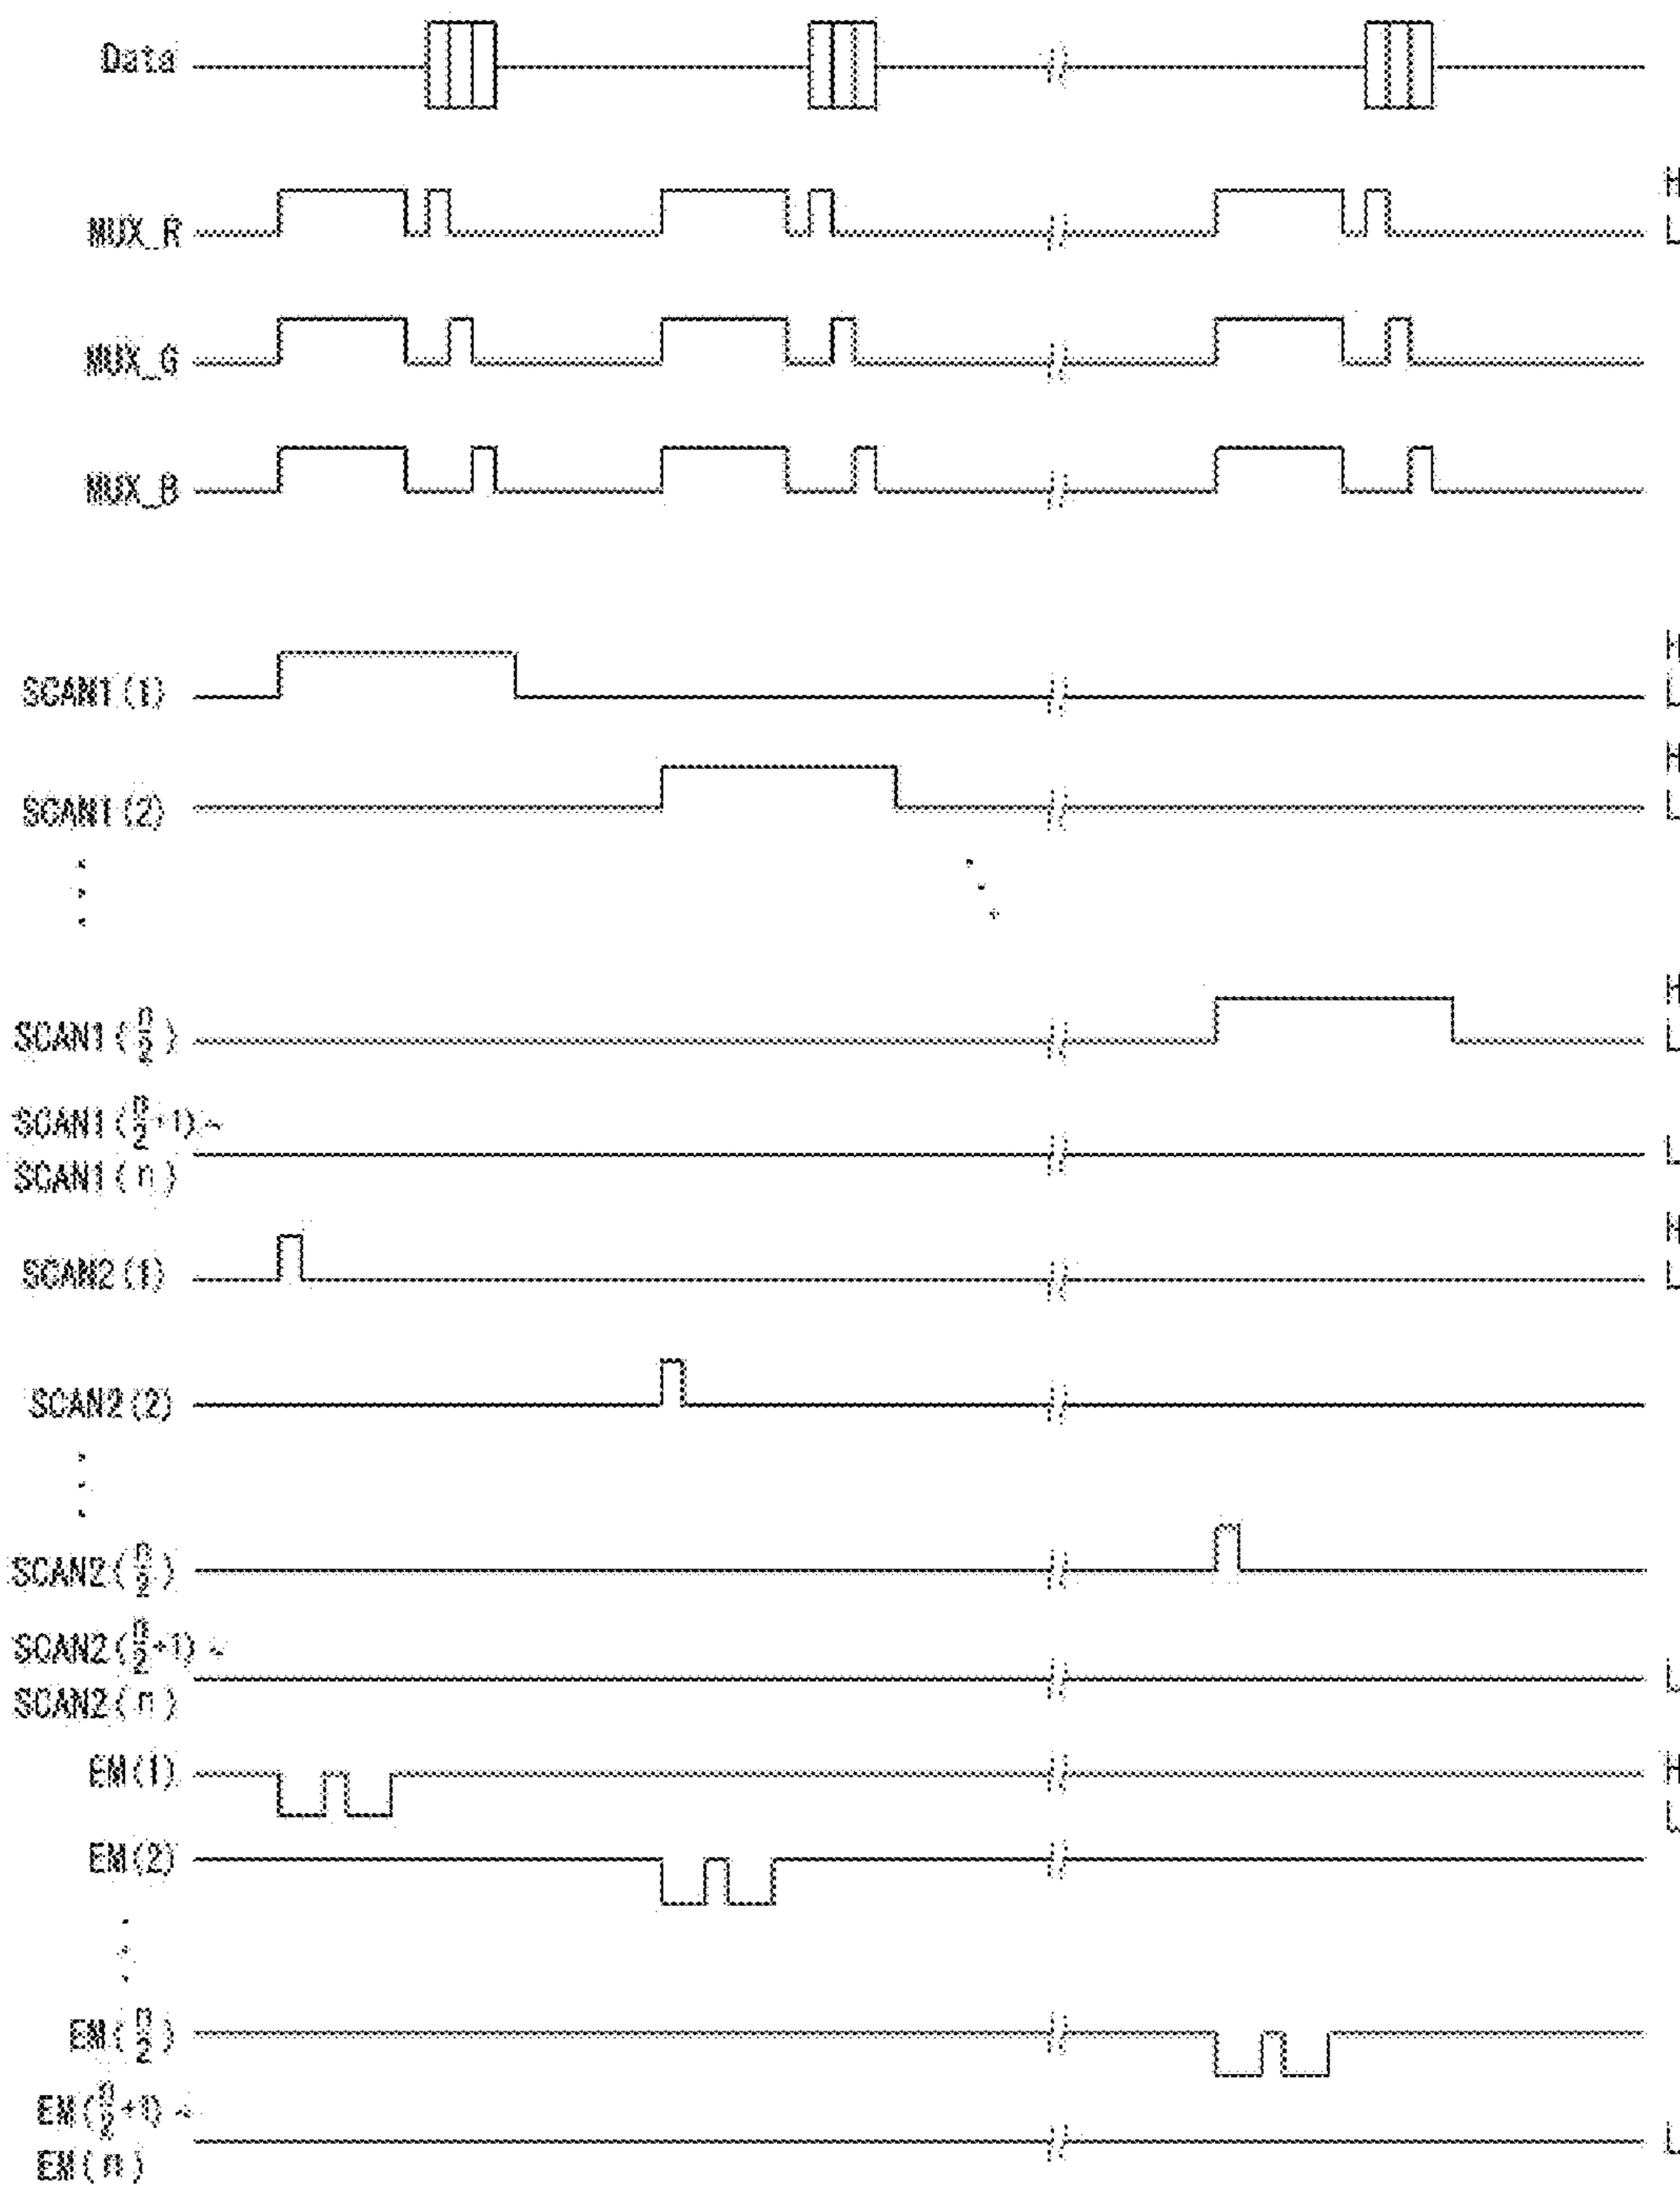 Data
MUX_R
H
L
MUX_G
MUX_B
SCAN1(1)
H
L
SCAN1(2)
H
L
SCAN1(n/2)
H
L
SCAN1(n/2+1)~
SCAN1(n)
L
SCAN2(1)
H
L
SCAN2(2)
SCAN2(n/2)
SCAN2(n/2+1)~
SCAN2(n)
L
EM(1)
H
L
EM(2)
EM(n/2)
EM(n/2+1)~
EM(n)
L